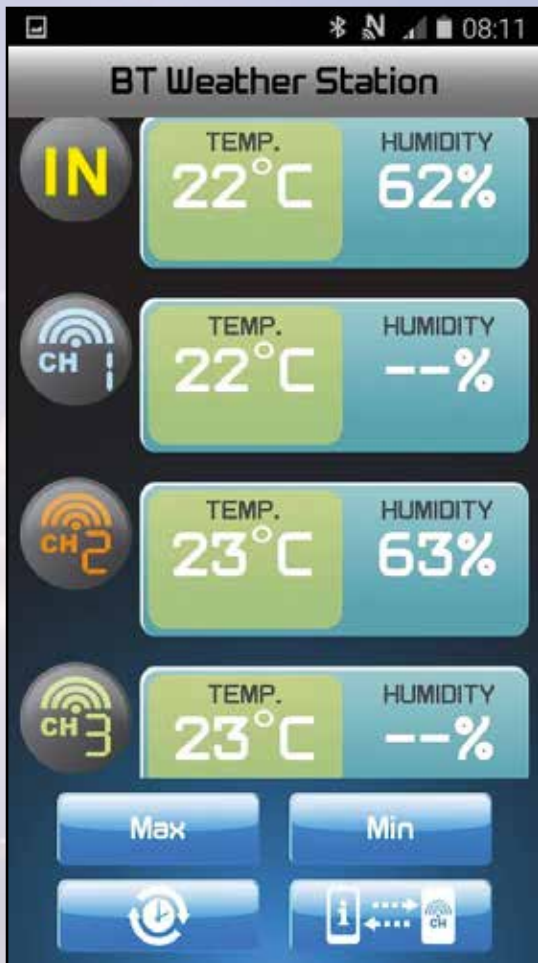 08:11
BT Weather Station
IN
TEMP. HUMIDITY
22°C 62%
CH 1
TEMP. HUMIDITY
22°C --%
CH 2
TEMP. HUMIDITY
23°C 63%
CH 3
TEMP. HUMIDITY
23°C --%
Max Min
i CH